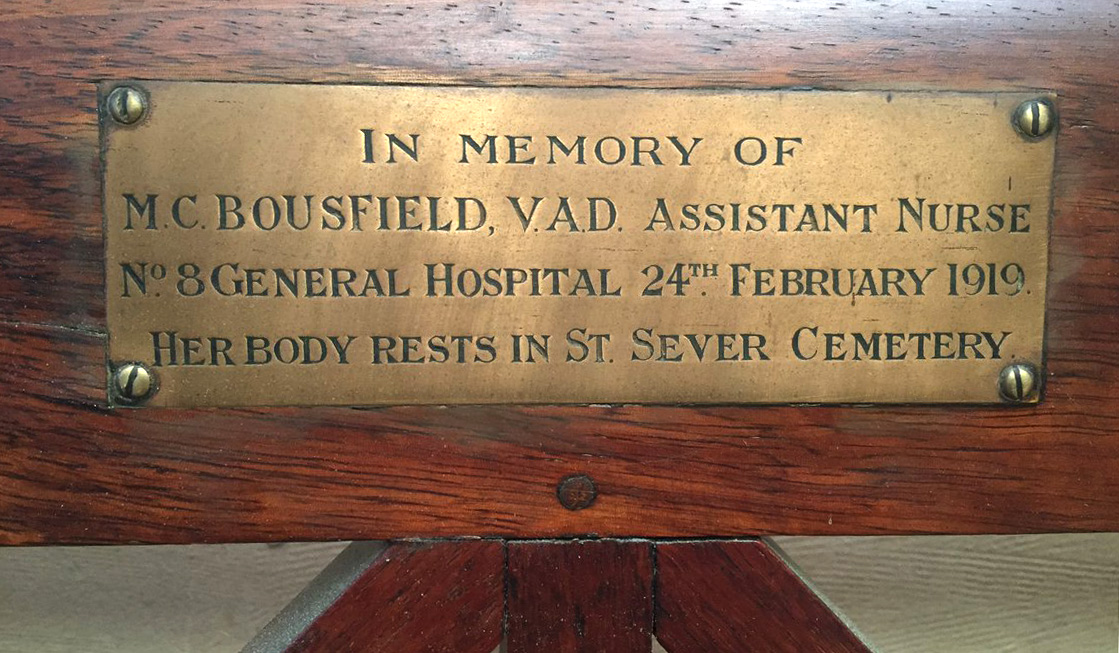 IN MEMORY OF
M.C. BOUSFIELD, V.A.D. ASSISTANT NURSE
Nº. 8 GENERAL HOSPITAL 24TH. FEBRUARY 1919.
HER BODY RESTS IN ST. SEVER CEMETERY.